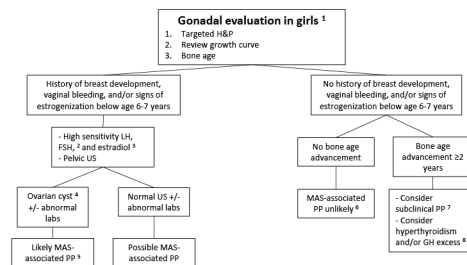 Gonadal evaluation in girls 1
1. Targeted H&P
2. Review growth curve
3. Bone age
History of breast development,
vaginal bleeding, and/or signs of
estrogenization below age 6-7 years
No history of breast development,
vaginal bleeding, and/or signs of
estrogenization below age 6-7 years
- High sensitivity LH,
FSH, 2 and estradiol 3
- Pelvic US
No bone age
advancement
Bone age
advancement ≥2
years
Ovarian cyst 4
+/- abnormal
labs
Normal US +/-
abnormal labs
MAS-associated
PP unlikely 6
- Consider
subclinical PP 7
- Consider
hyperthyroidism
and/or GH excess 8
Likely MAS-
associated PP 5
Possible MAS-
associated PP